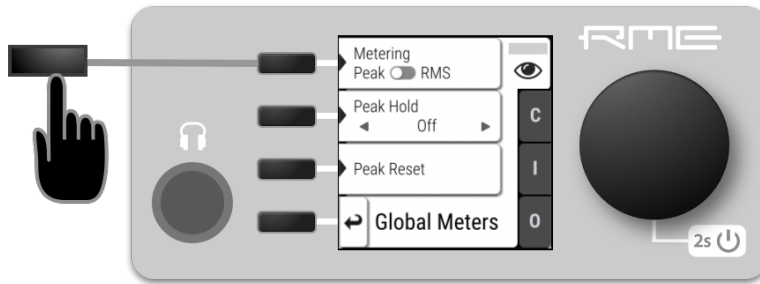 RME
Metering
Peak RMS
Peak Hold
Off
C
Peak Reset
I
Global Meters
O
2s